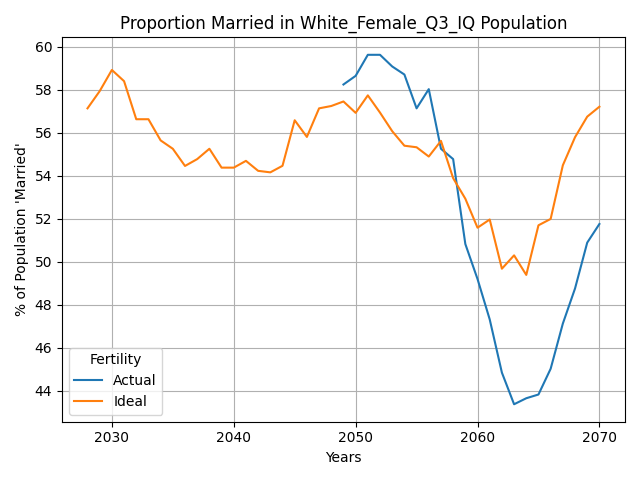 Proportion Married in White_Female_Q3_IQ Population
% of Population 'Married'
60
58
56
54
52
50
48
46
44
Fertility
Actual
Ideal
2030
2040
2050
2060
2070
Years